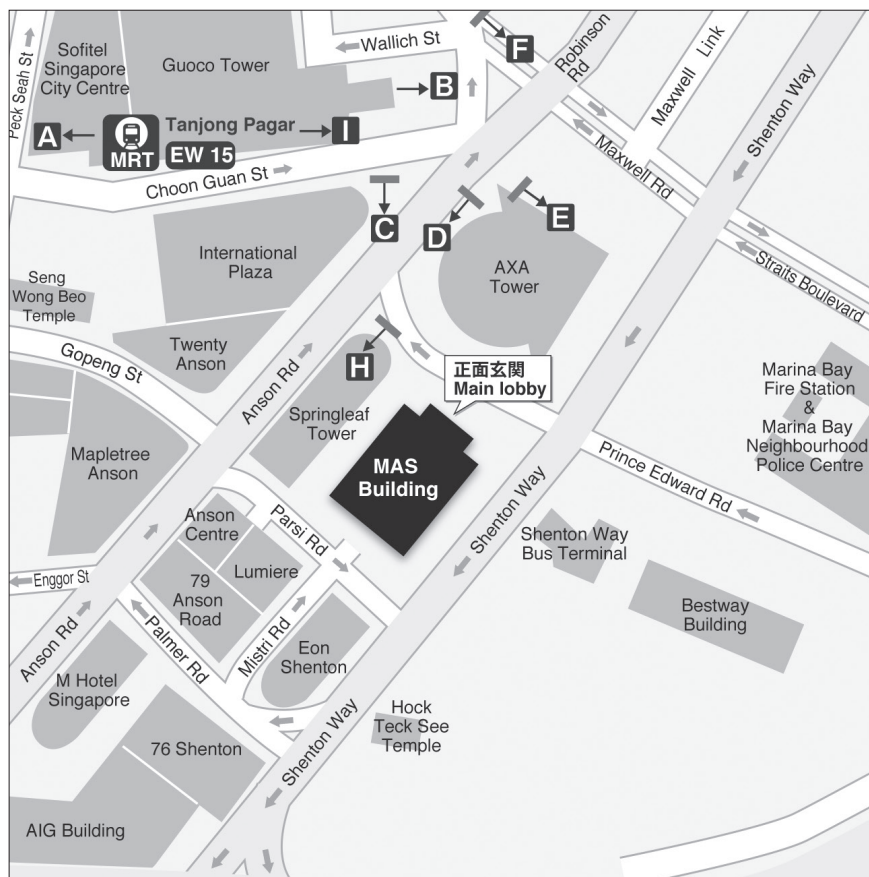 Peck Seah St
Sofitel
Singapore
City Centre
Guoco Tower
Wallich St
F
Robinson
Rd
Maxwell Link
Shenton Way
B
A
MRT
Tanjong Pagar
EW 15
I
Choon Guan St
Maxwell Rd
C
D
E
International
Plaza
AXA
Tower
Straits Boulevard
Seng
Wong Beo
Temple
Gopeng St
Twenty
Anson
Anson Rd
H
正面玄関
Main lobby
Springleaf
Tower
Marina Bay
Fire Station
&
Marina Bay
Neighbourhood
Police Centre
Mapletree
Anson
MAS
Building
Prince Edward Rd
Shenton Way
Anson
Centre
Parsi Rd
Shenton Way
Bus Terminal
Enggor St
79
Anson
Road
Lumiere
Bestway
Building
Anson Rd
Palmer Rd
Mistri Rd
Eon
Shenton
M Hotel
Singapore
Hock
Teck See
Temple
76 Shenton
Shenton Way
AIG Building